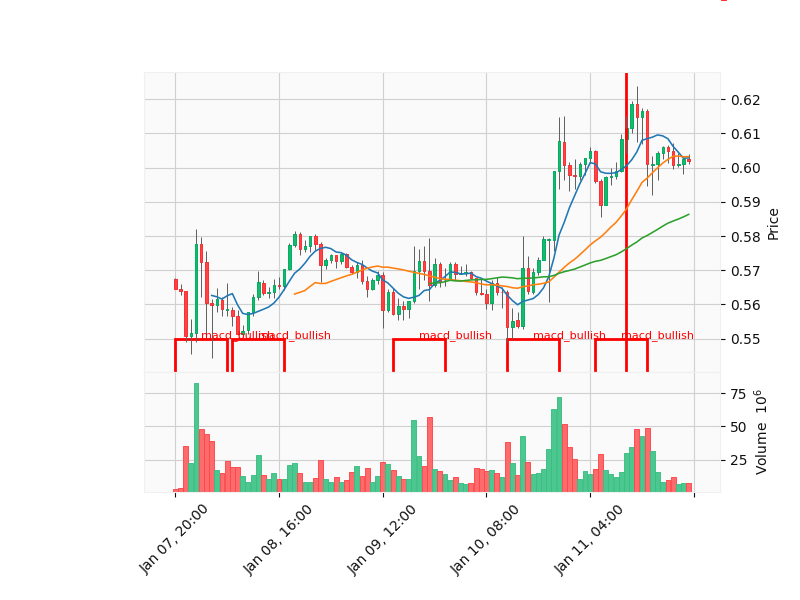 0.62
0.61
0.60
0.59
0.58
0.57
0.56
0.55
Price
macd_bullish
macd_bullish
macd_bullish
macd_bullish
macd_bullish
75
50
25
Volume 10⁶
Jan 07, 20:00
Jan 08, 16:00
Jan 09, 12:00
Jan 10, 08:00
Jan 11, 04:00